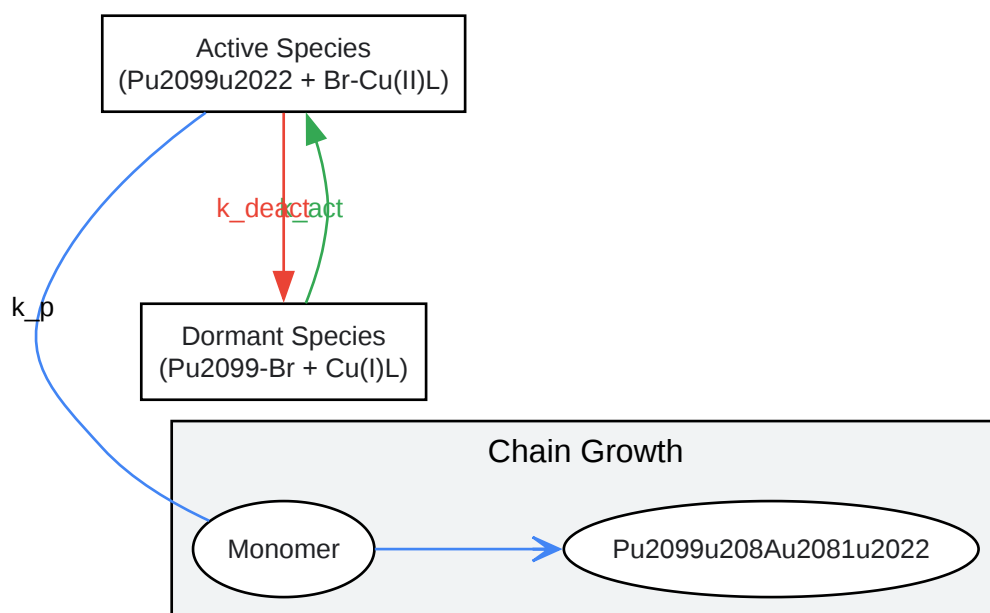 Active Species
(Pu2099u2022 + Br-Cu(II)L)
k_deact
k_act
k_p
Dormant Species
(Pu2099-Br + Cu(I)L)
Chain Growth
Monomer
Pu2099u208Au2081u2022